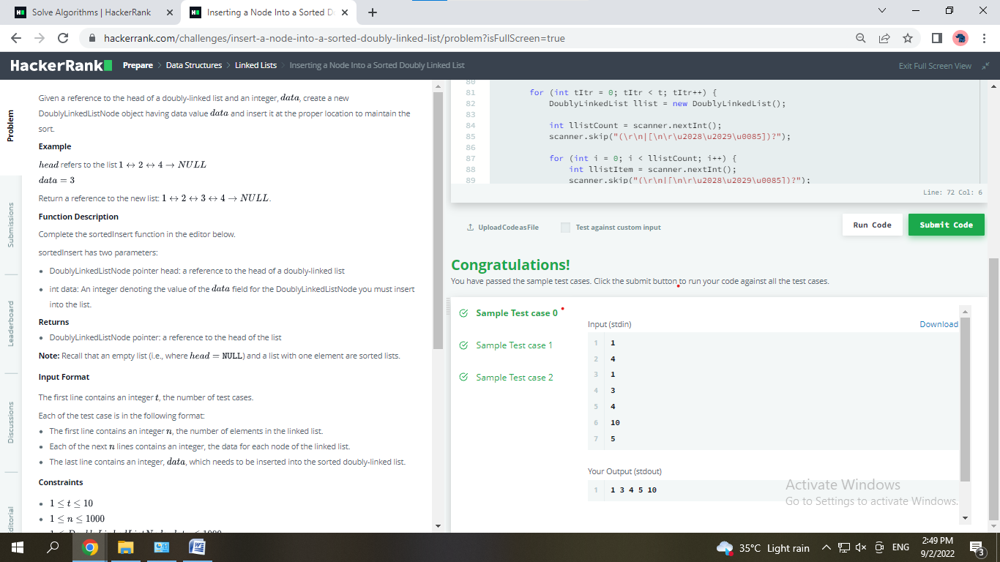 Solve Algorithms | HackerRank
Inserting a Node Into a Sorted D
hackerrank.com/challenges/insert-a-node-into-a-sorted-doubly-linked-list/problem?isFullScreen=true
HackerRank
Prepare > Data Structures > Linked Lists > Inserting a Node Into a Sorted Doubly Linked List
Exit Full Screen View
Problem
Submissions
Leaderboard
Discussions
Given a reference to the head of a doubly-linked list and an integer, data, create a new
DoublyLinkedListNode object having data value data and insert it at the proper location to maintain the
sort.
Example
head refers to the list 1 ↔ 2 ↔ 4 → NULL
data = 3
Return a reference to the new list: 1 ↔ 2 ↔ 3 ↔ 4 → NULL.
Function Description
Complete the sortedInsert function in the editor below.
sortedInsert has two parameters:
• DoublyLinkedListNode pointer head: a reference to the head of a doubly-linked list
• int data: An integer denoting the value of the data field for the DoublyLinkedListNode you must insert
into the list.
Returns
• DoublyLinkedListNode pointer: a reference to the head of the list
Note: Recall that an empty list (i.e., where head = NULL) and a list with one element are sorted lists.
Input Format
The first line contains an integer t, the number of test cases.
Each of the test case is in the following format:
• The first line contains an integer n, the number of elements in the linked list.
• Each of the next n lines contains an integer, the data for each node of the linked list.
• The last line contains an integer, data, which needs to be inserted into the sorted doubly-linked list.
Constraints
• 1 ≤ t ≤ 10
• 1 ≤ n ≤ 1000
80
81 for (int tItr = 0; tItr < t; tItr++) {
82 DoublyLinkedList llist = new DoublyLinkedList();
83
84 int llistCount = scanner.nextInt();
85 scanner.skip("(\r\n|[\n\r\u2028\u2029\u0085])?");
86
87 for (int i = 0; i < llistCount; i++) {
88 int llistItem = scanner.nextInt();
89 scanner.skip("(\r\n|[\n\r\u2028\u2029\u0085])?");
Line: 72 Col: 6
Upload Code as File
Test against custom input
Run Code
Submit Code
Congratulations!
You have passed the sample test cases. Click the submit button to run your code against all the test cases.
Sample Test case 0
Sample Test case 1
Sample Test case 2
Input (stdin)
Download
1 1
2 4
3 1
4 3
5 4
6 10
7 5
Your Output (stdout)
1 1 3 4 5 10
Activate Windows
Go to Settings to activate Windows.
35°C Light rain
ENG
2:49 PM
9/2/2022
3